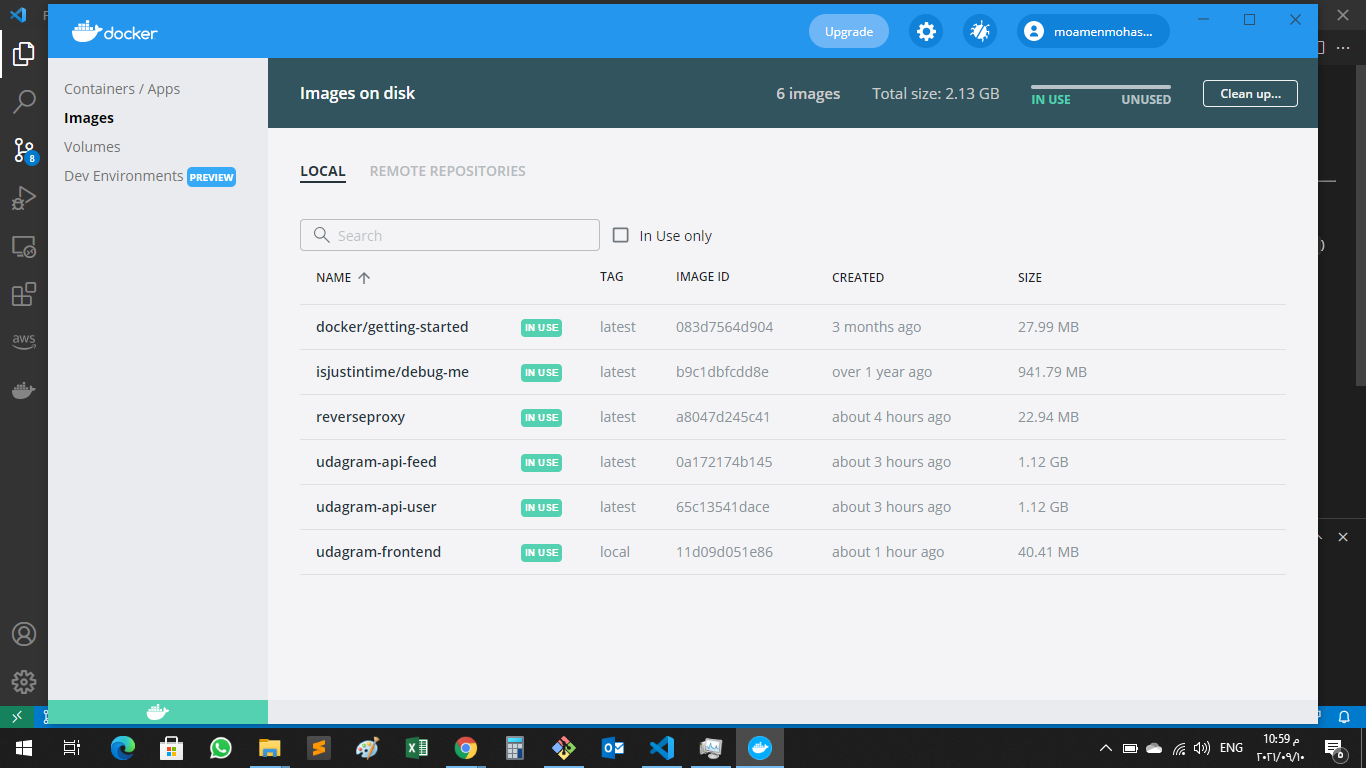 docker
Upgrade
moamenmohas...
Containers / Apps
Images
Volumes
Dev Environments PREVIEW
Images on disk
6 images
Total size: 2.13 GB
IN USE
UNUSED
Clean up...
LOCAL
REMOTE REPOSITORIES
Search
In Use only
NAME TAG IMAGE ID CREATED SIZE
docker/getting-started IN USE latest 083d7564d904 3 months ago 27.99 MB
isjustintime/debug-me IN USE latest b9c1dbfcdd8e over 1 year ago 941.79 MB
reverseproxy IN USE latest a8047d245c41 about 4 hours ago 22.94 MB
udagram-api-feed IN USE latest 0a172174b145 about 3 hours ago 1.12 GB
udagram-api-user IN USE latest 65c13541dace about 3 hours ago 1.12 GB
udagram-frontend IN USE local 11d09d051e86 about 1 hour ago 40.41 MB
8
aws
ENG
10:59 م
٢٠٢١/٠٩/١٠